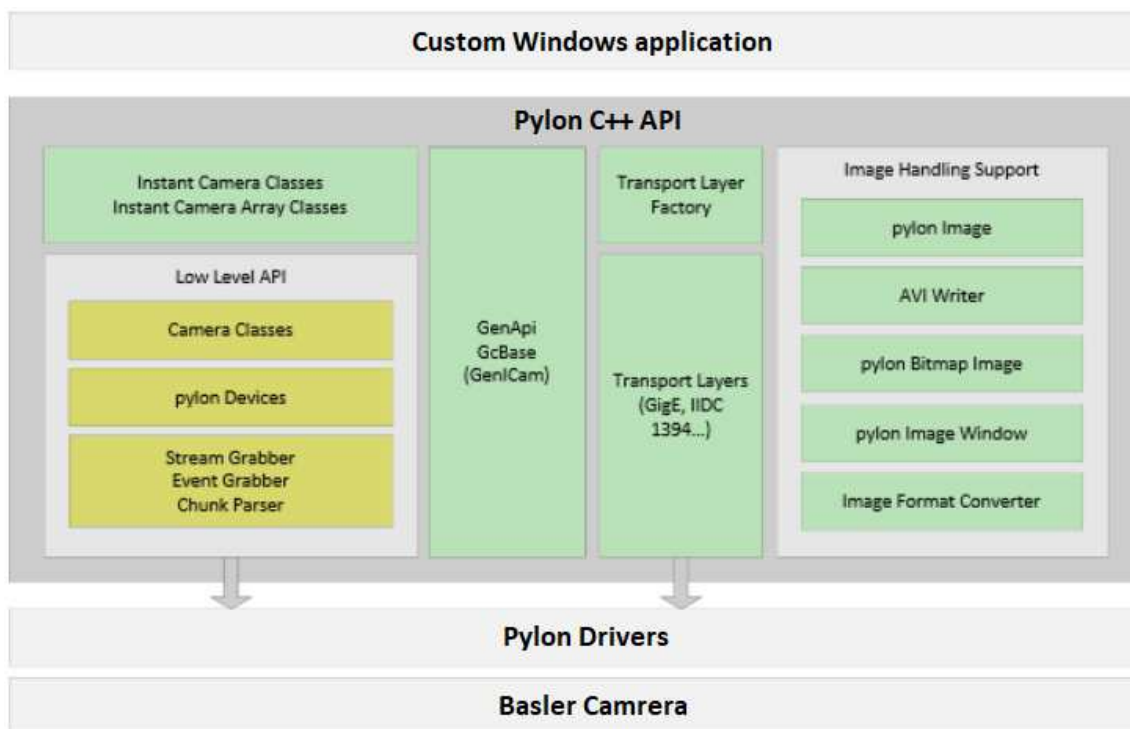 Custom Windows application
Pylon C++ API
Instant Camera Classes
Instant Camera Array Classes
Low Level API
Camera Classes
pylon Devices
Stream Grabber
Event Grabber
Chunk Parser
GenApi
GcBase
(GenICam)
Transport Layer
Factory
Transport Layers
(GigE, IIDC
1394...)
Image Handling Support
pylon Image
AVI Writer
pylon Bitmap Image
pylon Image Window
Image Format Converter
Pylon Drivers
Basler Camrera